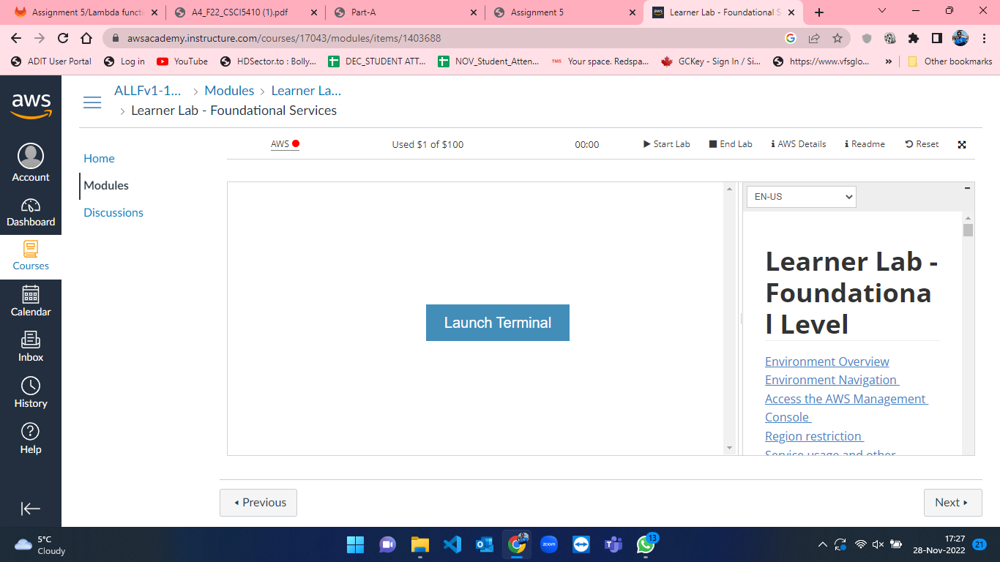 Assignment 5/Lambda functi
A4_F22_CSCI5410 (1).pdf
Part-A
Assignment 5
Learner Lab - Foundational S
awsacademy.instructure.com/courses/17043/modules/items/1403688
ADIT User Portal
Log in
YouTube
HDSector.to : Bolly...
DEC_STUDENT ATT...
NOV_Student_Atten...
TMS
Your space. Redspa...
GCKey - Sign In / Si...
https://www.vfsglo...
»
Other bookmarks
aws
Account
Dashboard
Courses
Calendar
Inbox
History
Help
ALLFv1-1... > Modules > Learner La...
> Learner Lab - Foundational Services
Home
Modules
Discussions
AWS
Used $1 of $100
00:00
Start Lab
End Lab
AWS Details
Readme
Reset
Launch Terminal
EN-US
Learner Lab -
Foundationa
l Level
Environment Overview
Environment Navigation
Access the AWS Management
Console
Region restriction
Service usage and other
Previous
Next
5°C
Cloudy
zoom
13
17:27
28-Nov-2022
21